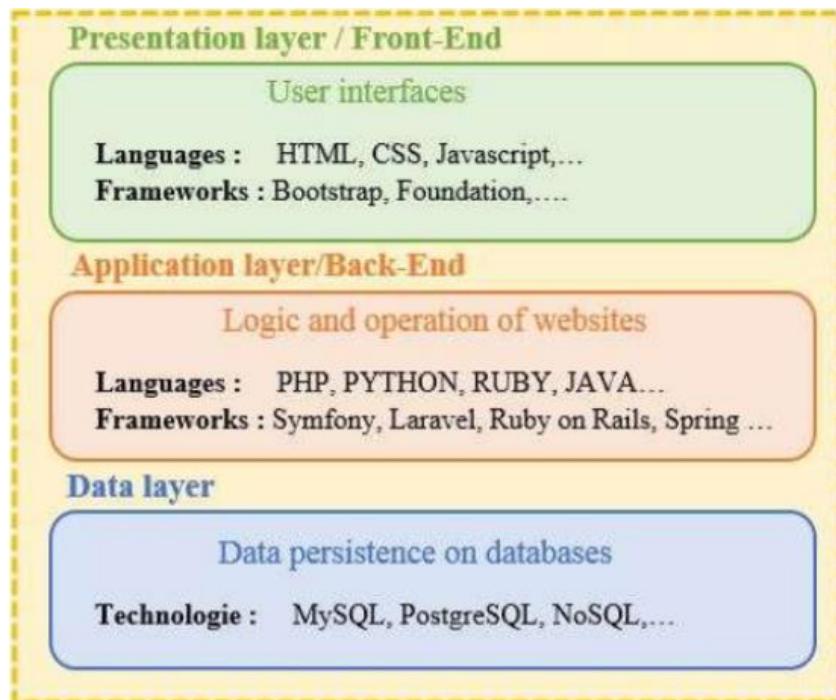 Presentation layer / Front-End
User interfaces
Languages : HTML, CSS, Javascript,…
Frameworks : Bootstrap, Foundation,….
Application layer/Back-End
Logic and operation of websites
Languages : PHP, PYTHON, RUBY, JAVA…
Frameworks : Symfony, Laravel, Ruby on Rails, Spring …
Data layer
Data persistence on databases
Technologie : MySQL, PostgreSQL, NoSQL,…